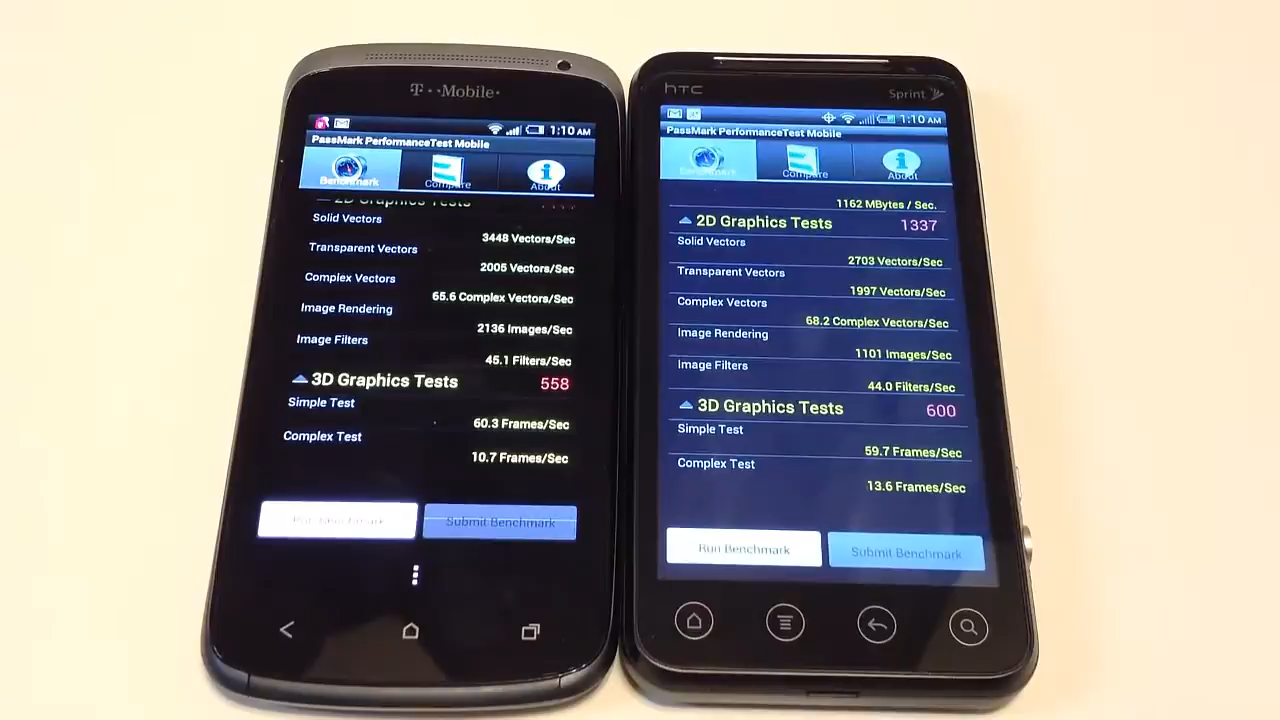 T··Mobile·
1:10 AM
PassMark PerformanceTest Mobile
Benchmark
Compare
About
2D Graphics Tests
Solid Vectors
3448 Vectors/Sec
Transparent Vectors
2005 Vectors/Sec
Complex Vectors
65.6 Complex Vectors/Sec
Image Rendering
2136 Images/Sec
Image Filters
45.1 Filters/Sec
3D Graphics Tests 558
Simple Test
60.3 Frames/Sec
Complex Test
10.7 Frames/Sec
Submit Benchmark
hTC
Sprint
1:10 AM
PassMark PerformanceTest Mobile
Benchmark
Compare
About
1162 MBytes / Sec.
2D Graphics Tests 1337
Solid Vectors
2703 Vectors/Sec
Transparent Vectors
1997 Vectors/Sec
Complex Vectors
68.2 Complex Vectors/Sec
Image Rendering
1101 Images/Sec
Image Filters
44.0 Filters/Sec
3D Graphics Tests 600
Simple Test
59.7 Frames/Sec
Complex Test
13.6 Frames/Sec
Run Benchmark
Submit Benchmark